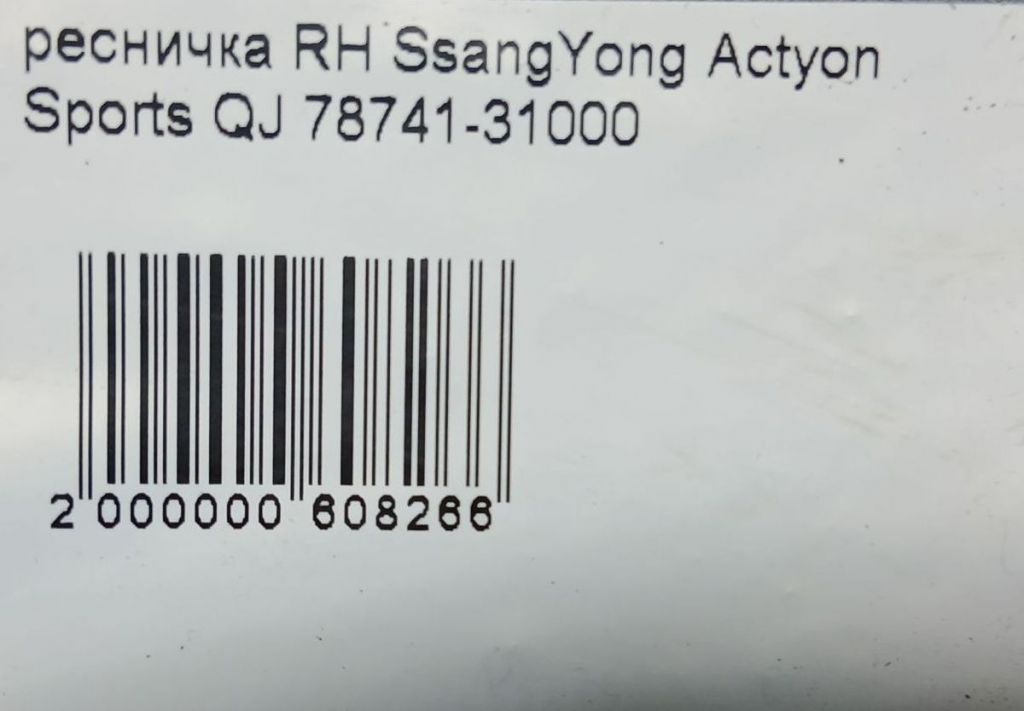 ресничка RH SsangYong Actyon
Sports QJ 78741-31000
2 000000 608266